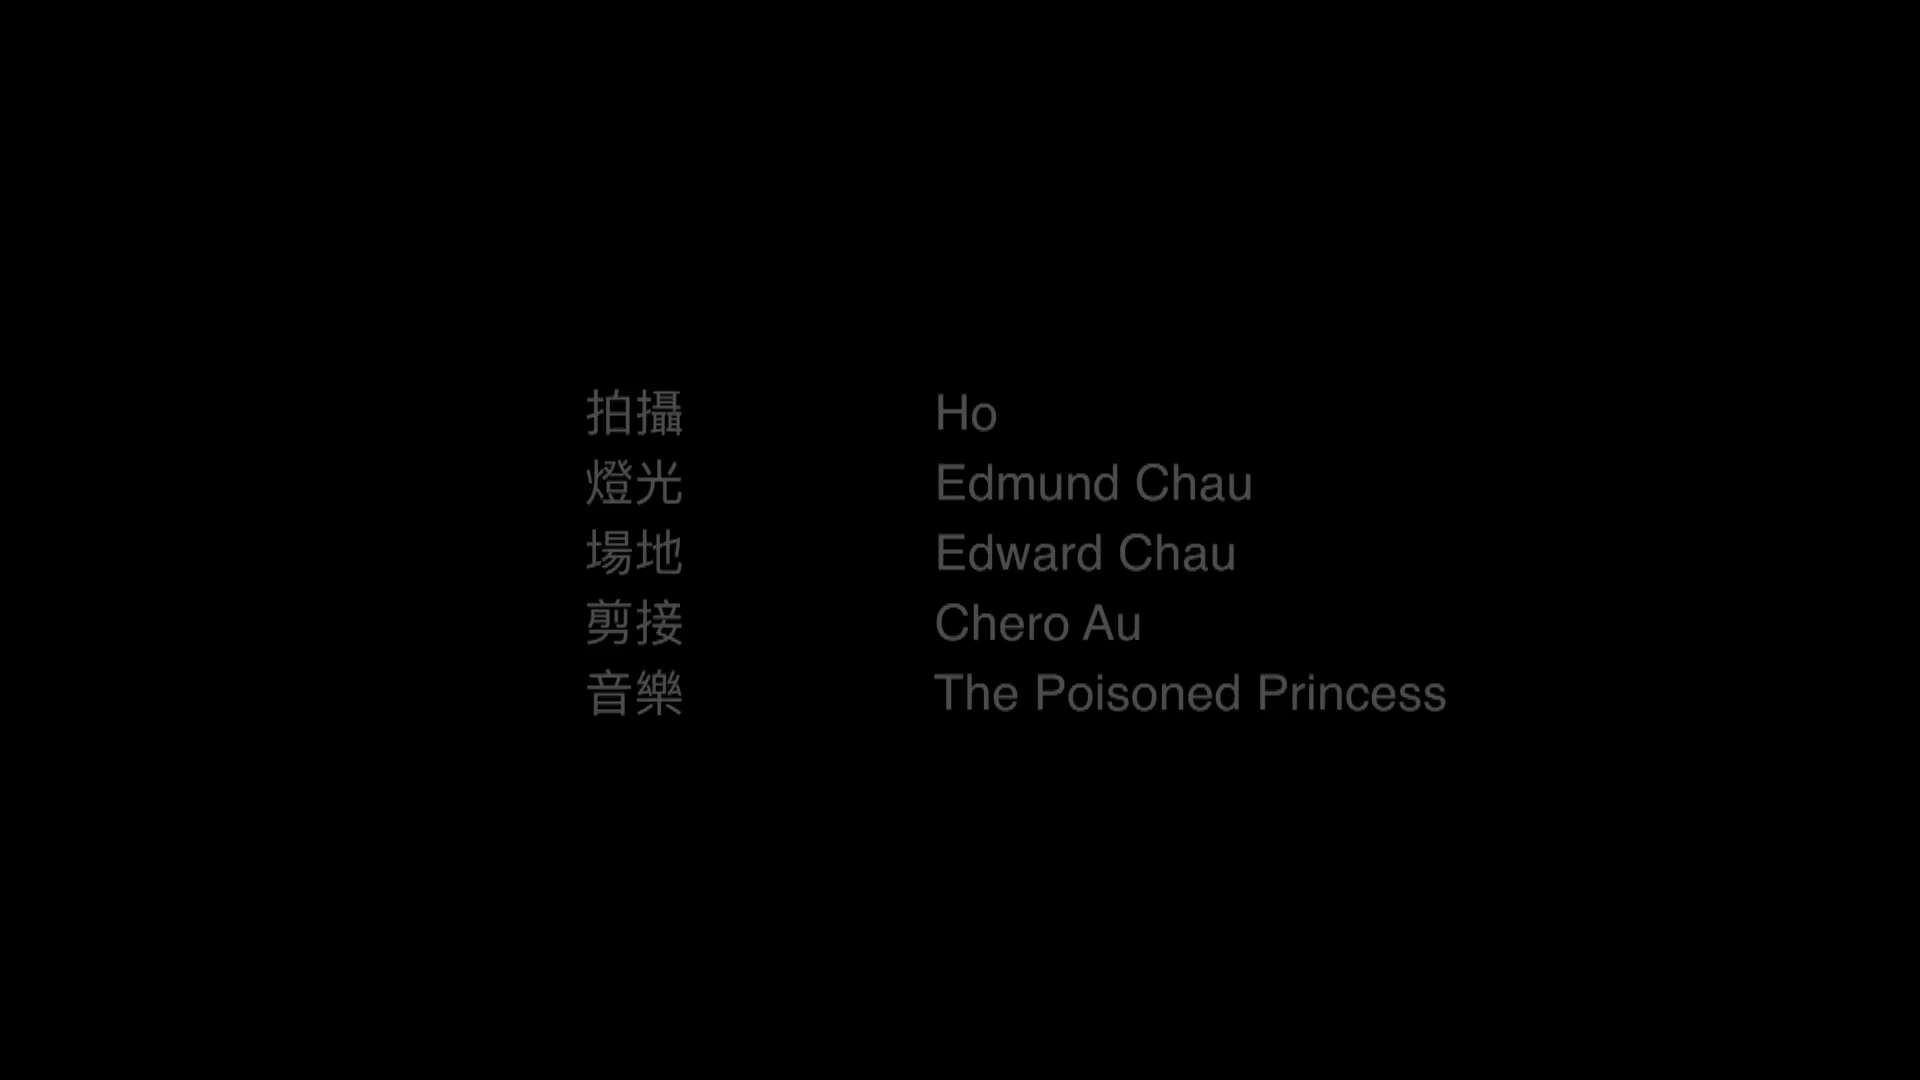 拍攝 Ho
燈光 Edmund Chau
場地 Edward Chau
剪接 Chero Au
音樂 The Poisoned Princess